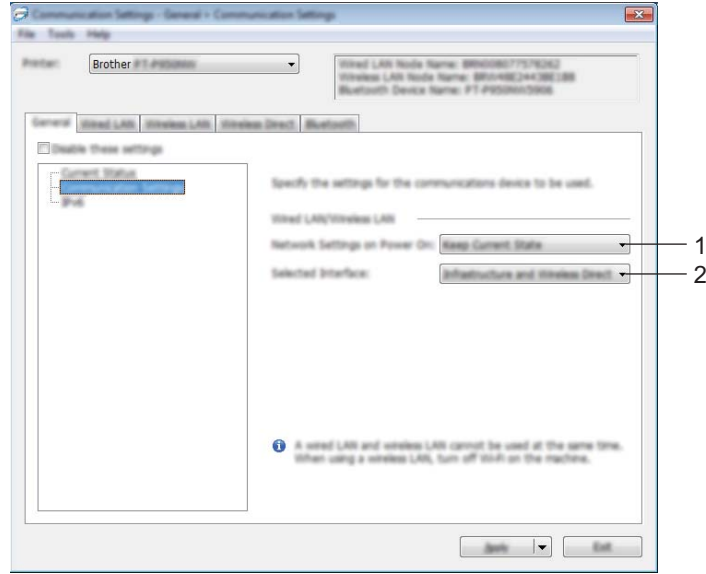 Communication Settings - General > Communication Settings
File Tools Help
Printer:
Brother PT-P950NW
Wired LAN Node Name:
Wireless LAN Node Name:
Bluetooth Device Name:
General Wired LAN Wireless LAN Wireless Direct Bluetooth
Disable these settings
Current Status
Communication Settings
IPv6
Specify the settings for the communications device to be used.
Wired LAN/Wireless LAN
Network Settings on Power On: Keep Current State
1
Selected Interface: Infrastructure and Wireless Direct
2
A wired LAN and wireless LAN cannot be used at the same time.
When using a wireless LAN, turn off Wi-Fi on the machine.
Apply Exit